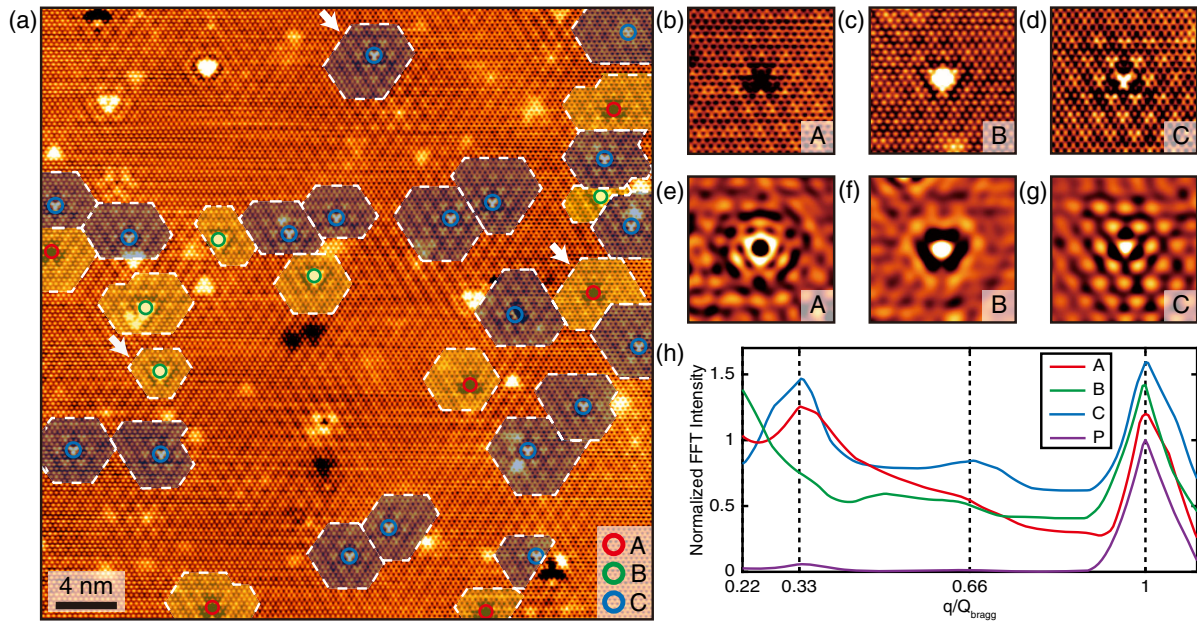 (a)
A
B
C
4 nm
(b)
A
(c)
B
(d)
C
(e)
A
(f)
B
(g)
C
(h)
Normalized FFT Intensity
1.5
1
0.5
0
A
B
C
P
0.22
0.33
0.66
1
q/Q_bragg